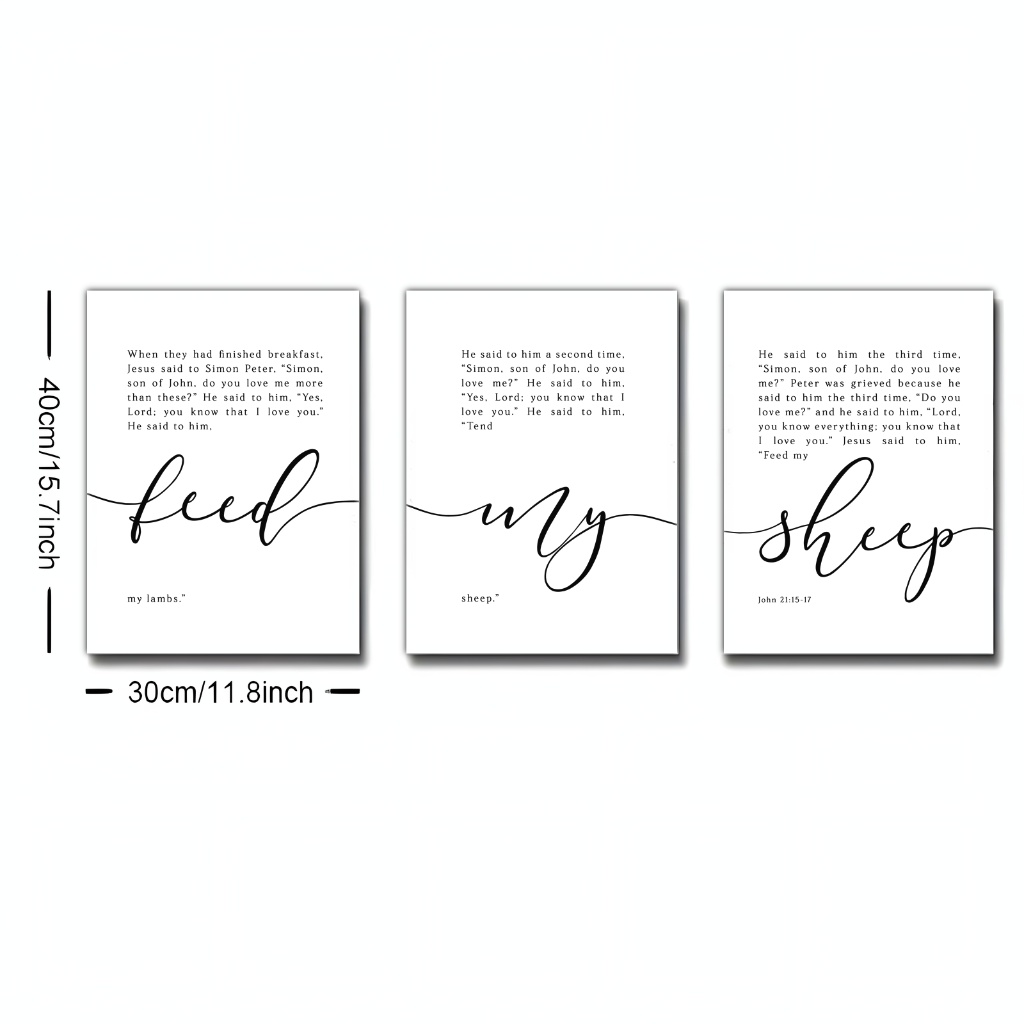 40cm/15.7inch
When they had finished breakfast,
Jesus said to Simon Peter, “Simon,
son of John, do you love me more
than these?” He said to him, “Yes,
Lord; you know that I love you.”
He said to him,
feed
my lambs.”
30cm/11.8inch
He said to him a second time,
“Simon, son of John, do you
love me?” He said to him,
“Yes, Lord; you know that I
love you.” He said to him,
“Tend
my
sheep.”
He said to him the third time,
“Simon, son of John, do you love
me?” Peter was grieved because he
said to him the third time, “Do you
love me?” and he said to him, “Lord,
you know everything; you know that
I love you.” Jesus said to him,
“Feed my
sheep
John 21:15-17